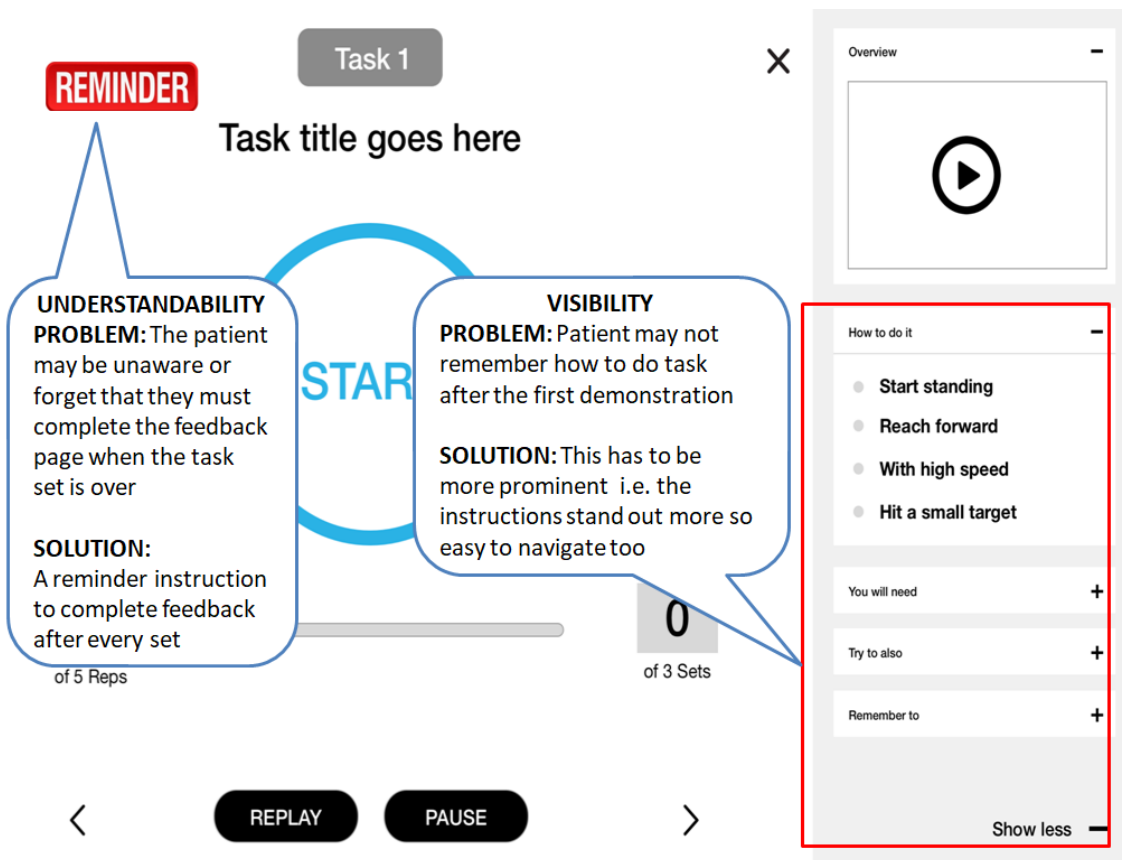 Task 1
REMINDER
Task title goes here
UNDERSTANDABILITY
PROBLEM: The patient
may be unaware or
forget that they must
complete the feedback
page when the task
set is over
SOLUTION:
A reminder instruction
to complete feedback
after every set
STAR
VISIBILITY
PROBLEM: Patient may not
remember how to do task
after the first demonstration
SOLUTION: This has to be
more prominent i.e. the
instructions stand out more so
easy to navigate too
of 5 Reps
0
of 3 Sets
REPLAY
PAUSE
Overview
How to do it
Start standing
Reach forward
With high speed
Hit a small target
You will need
Try to also
Remember to
Show less